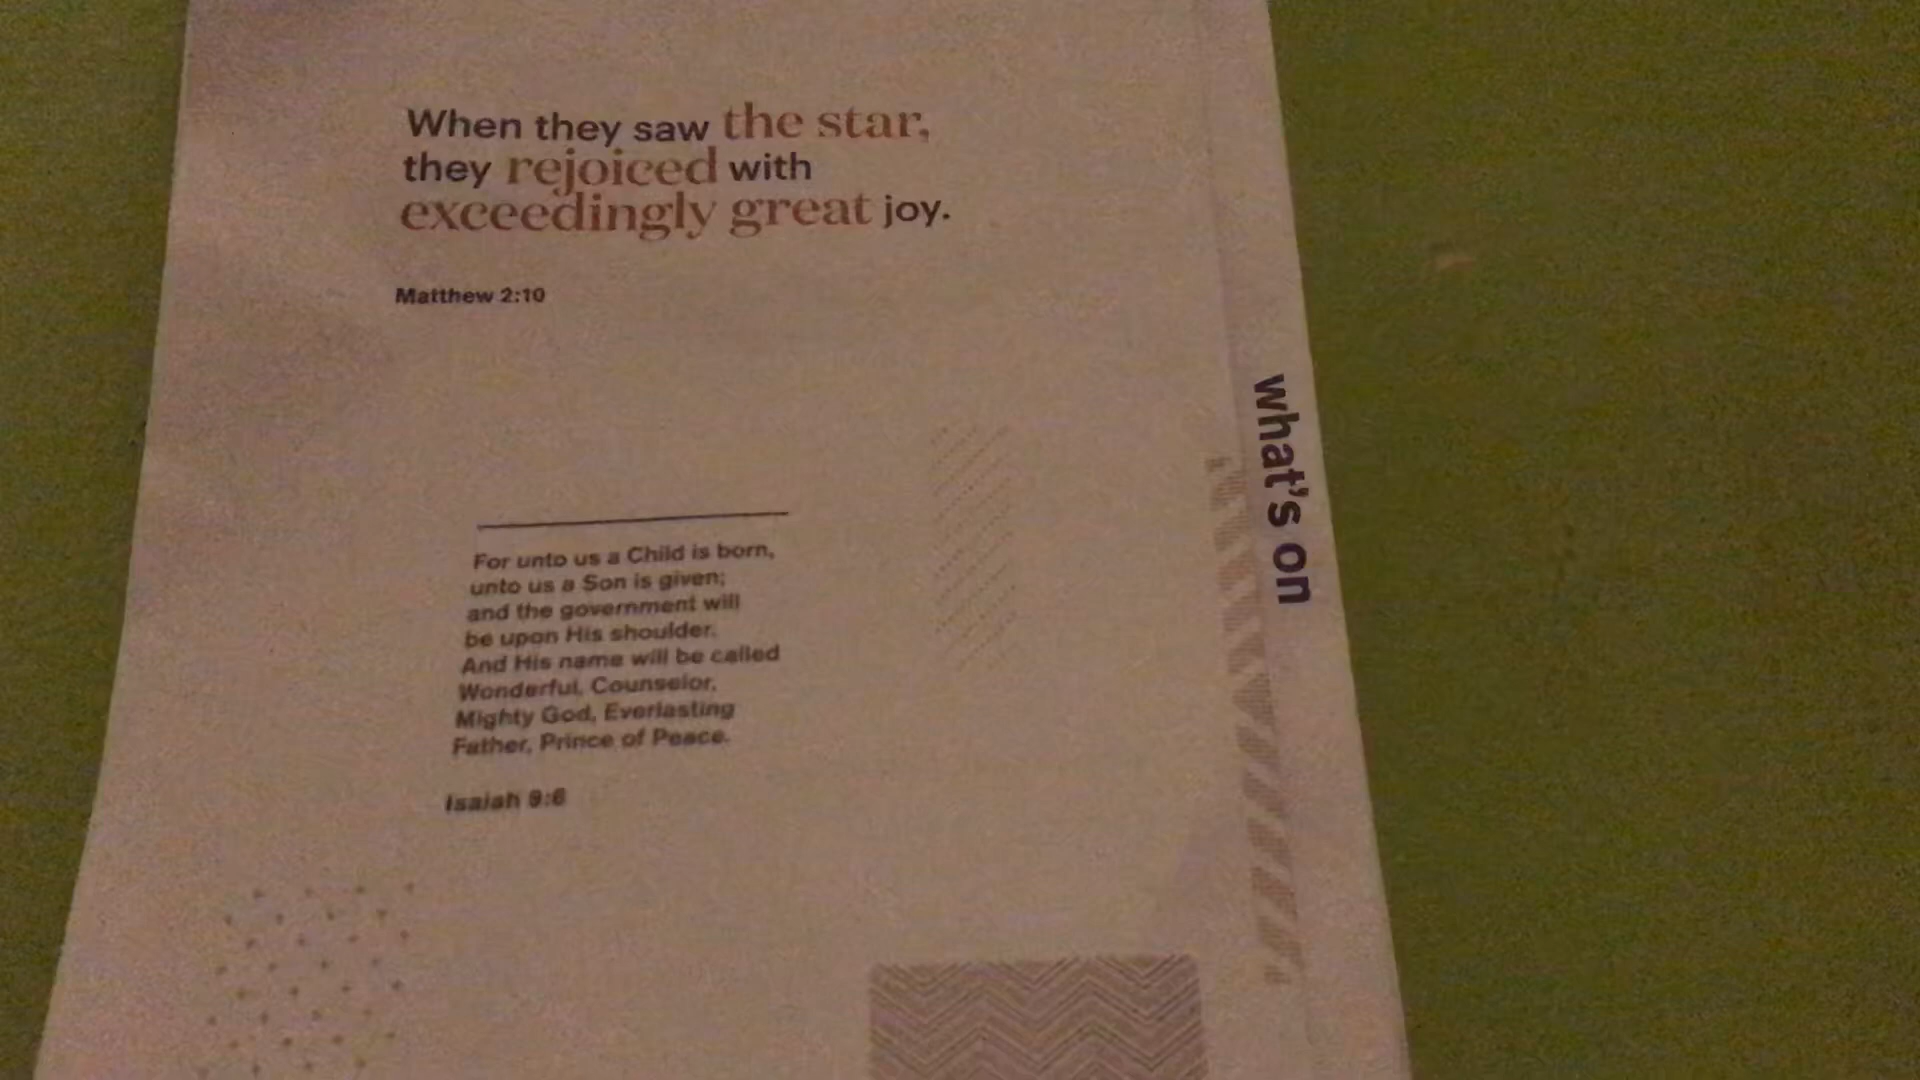 When they saw the star,
they rejoiced with
exceedingly great joy.
Matthew 2:10
For unto us a Child is born,
unto us a Son is given;
and the government will
be upon His shoulder.
And His name will be called
Wonderful, Counselor,
Mighty God, Everlasting
Father, Prince of Peace.
Isaiah 9:6
what's on